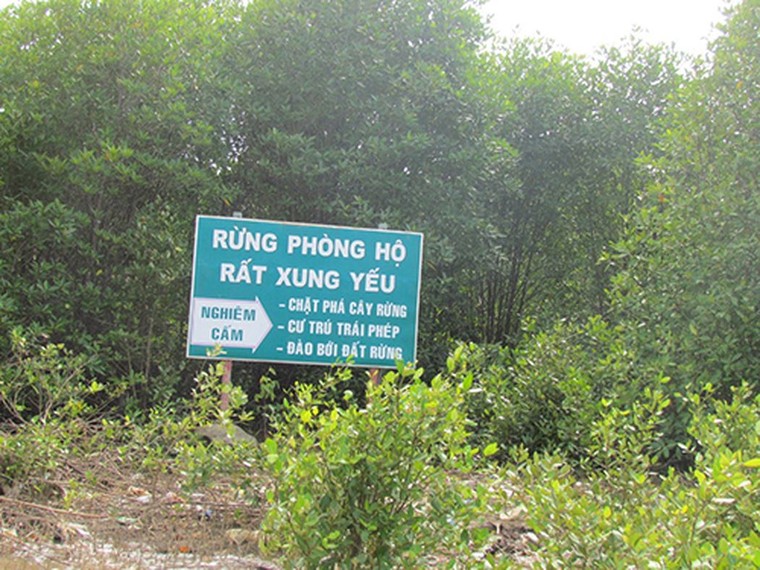 RỪNG PHÒNG HỘ
RẤT XUNG YẾU
NGHIÊM
CẤM
- CHẶT PHÁ CÂY RỪNG
- CƯ TRÚ TRÁI PHÉP
- ĐÀO BỚI ĐẤT RỪNG